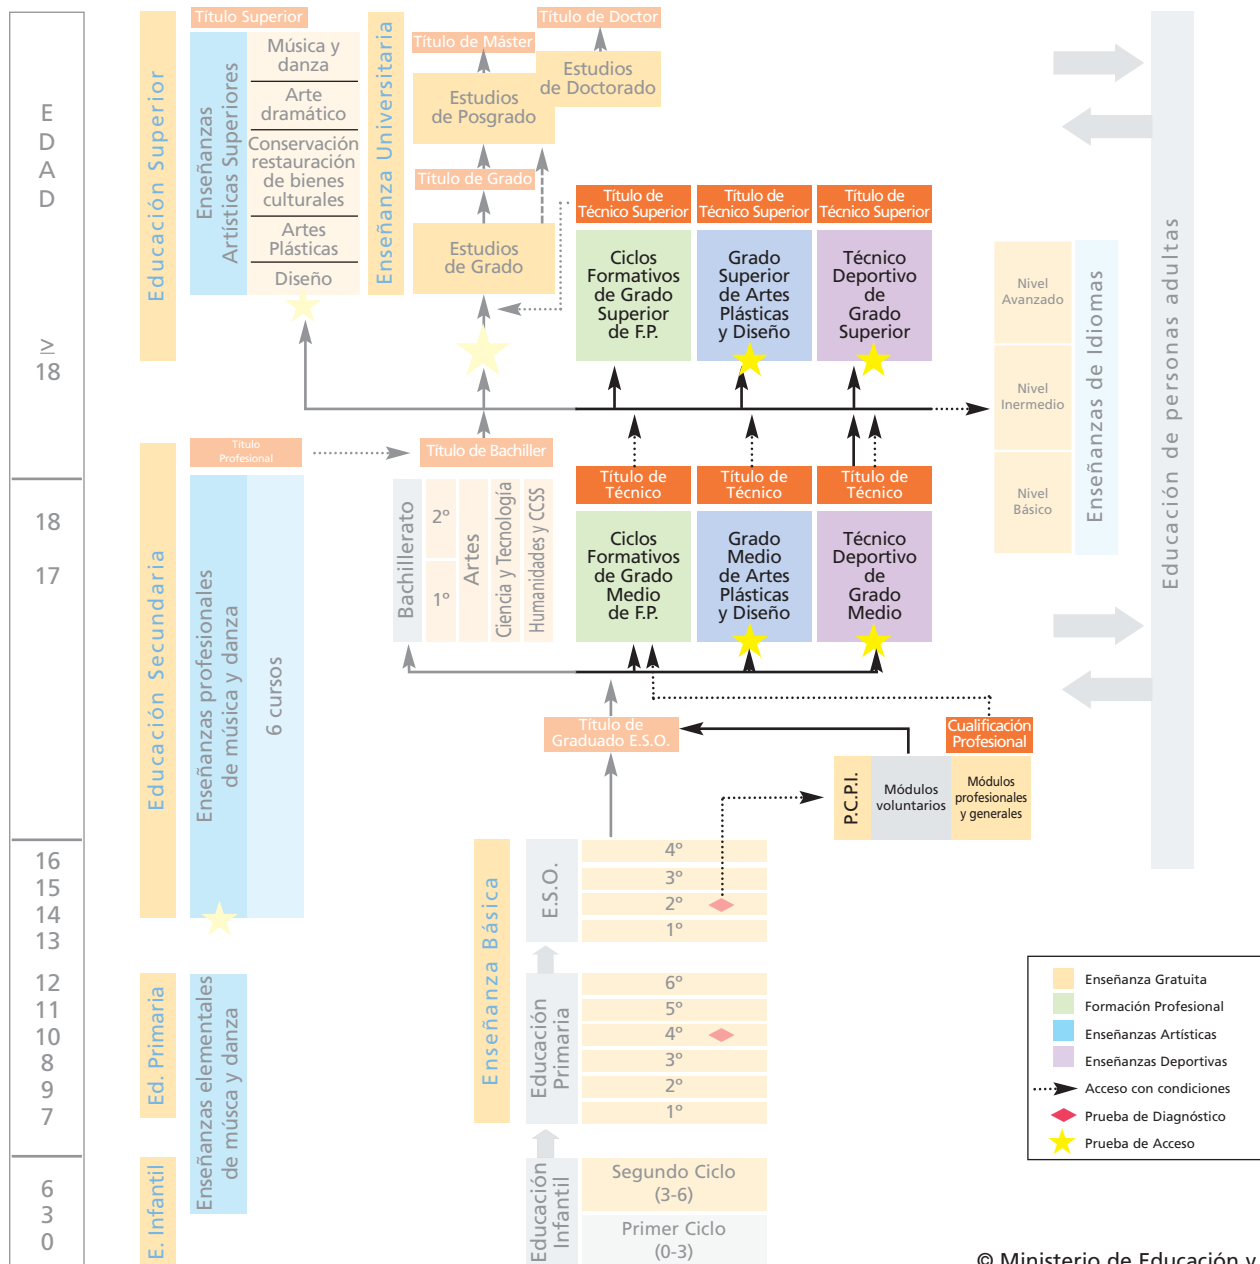 E
D
A
D
≥
18
18
17
16
15
14
13
12
11
10
8
9
7
6
3
0
Educación Superior
Educación Secundaria
Ed. Primaria
E. Infantil
Título Superior
Enseñanzas
Artísticas Superiores
Música y
danza
Arte
dramático
Conservación
restauración
de bienes
culturales
Artes
Plásticas
Diseño
Enseñanza Universitaria
Título de Máster
Título de Doctor
Estudios
de Posgrado
Estudios
de Doctorado
Título de Grado
Estudios
de Grado
Título de
Técnico Superior
Ciclos
Formativos
de Grado
Superior
de F.P.
Título de
Técnico Superior
Grado
Superior
de Artes
Plásticas
y Diseño
Título de
Técnico Superior
Técnico
Deportivo
de
Grado
Superior
Nivel
Avanzado
Nivel
Inermedio
Nivel
Básico
Enseñanzas de Idiomas
Educación de personas adultas
Título
Profesional
Título de Bachiller
Enseñanzas profesionales
de música y danza
6 cursos
Bachillerato
2º
1º
Artes
Ciencia y Tecnología
Humanidades y CCSS
Título de
Técnico
Ciclos
Formativos
de Grado
Medio
de F.P.
Título de
Técnico
Grado
Medio
de Artes
Plásticas
y Diseño
Título de
Técnico
Técnico
Deportivo
de
Grado
Medio
Título de
Graduado E.S.O.
Cualificación
Profesional
P.C.P.I.
Módulos
voluntarios
Módulos
profesionales
y generales
Enseñanza Básica
E.S.O.
4º
3º
2º
1º
Educación
Primaria
6º
5º
4º
3º
2º
1º
Enseñanzas elementales
de músca y danza
Educación
Infantil
Segundo Ciclo
(3-6)
Primer Ciclo
(0-3)
Enseñanza Gratuita
Formación Profesional
Enseñanzas Artísticas
Enseñanzas Deportivas
Acceso con condiciones
Prueba de Diagnóstico
Prueba de Acceso
© Ministerio de Educación y